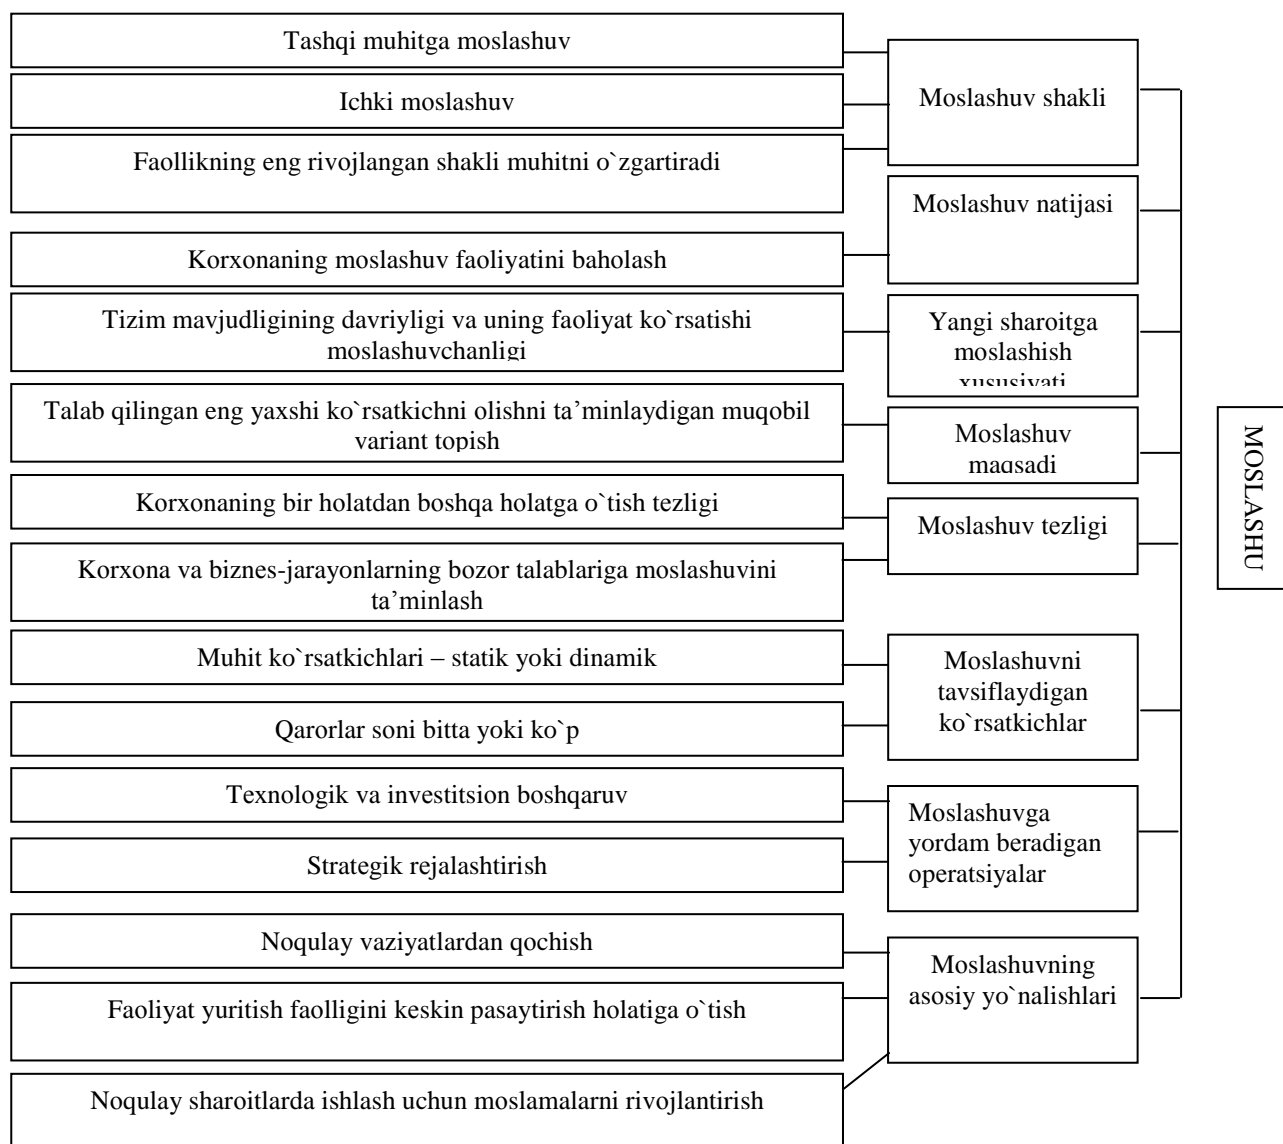 Tashqi muhitga moslashuv
Ichki moslashuv
Faollikning eng rivojlangan shakli muhitni o`zgartiradi
Moslashuv shakli
Korxonaning moslashuv faoliyatini baholash
Moslashuv natijasi
Tizim mavjudligining davriyligi va uning faoliyat ko`rsatishi
moslashuvchanligi
Yangi sharoitga
moslashish
xususiyati
Talab qilingan eng yaxshi ko`rsatkichni olishni ta’minlaydigan muqobil
variant topish
Moslashuv
maqsadi
Korxonaning bir holatdan boshqa holatga o`tish tezligi
Korxona va biznes-jarayonlarning bozor talablariga moslashuvini
ta’minlash
Moslashuv tezligi
Muhit ko`rsatkichlari – statik yoki dinamik
Qarorlar soni bitta yoki ko`p
Moslashuvni
tavsiflaydigan
ko`rsatkichlar
Texnologik va investitsion boshqaruv
Strategik rejalashtirish
Moslashuvga
yordam beradigan
operatsiyalar
Noqulay vaziyatlardan qochish
Faoliyat yuritish faolligini keskin pasaytirish holatiga o`tish
Noqulay sharoitlarda ishlash uchun moslamalarni rivojlantirish
Moslashuvning
asosiy yo`nalishlari
MOSLASHU